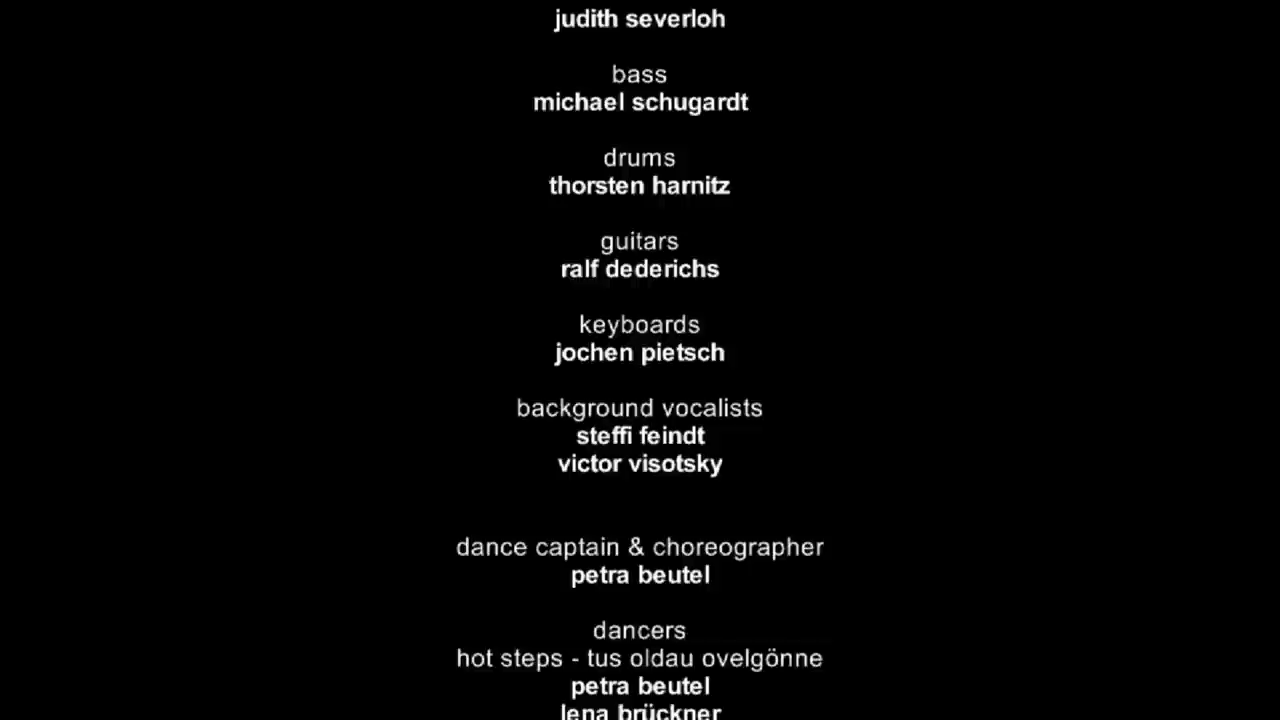 judith severloh
bass
michael schugardt
drums
thorsten harnitz
guitars
ralf dederichs
keyboards
jochen pietsch
background vocalists
steffi feindt
victor visotsky
dance captain & choreographer
petra beutel
dancers
hot steps - tus oldau ovelgönne
petra beutel
lena brückner